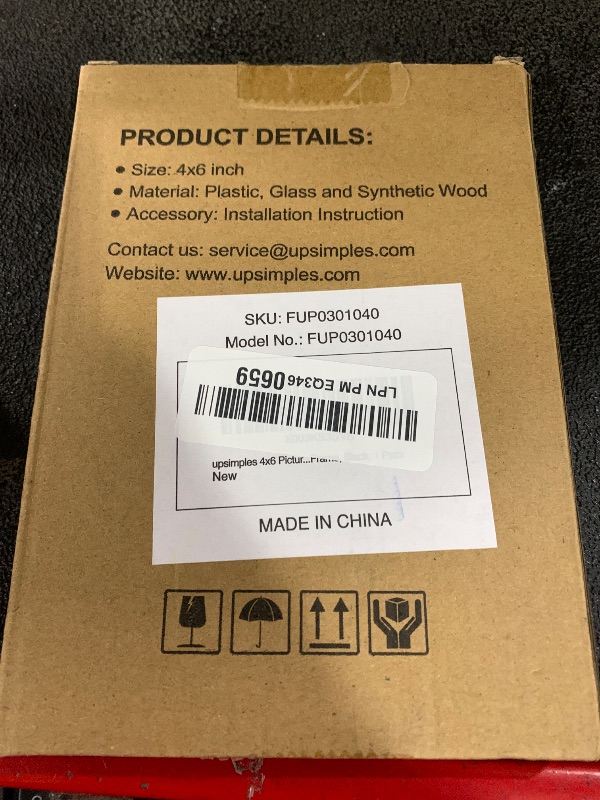 PRODUCT DETAILS:
• Size: 4x6 inch
• Material: Plastic, Glass and Synthetic Wood
• Accessory: Installation Instruction
Contact us: service@upsimples.com
Website: www.upsimples.com
SKU: FUP0301040
Model No.: FUP0301040
LPN PM EQ3460659
upsimples 4x6 Pictur...Frame
New
MADE IN CHINA